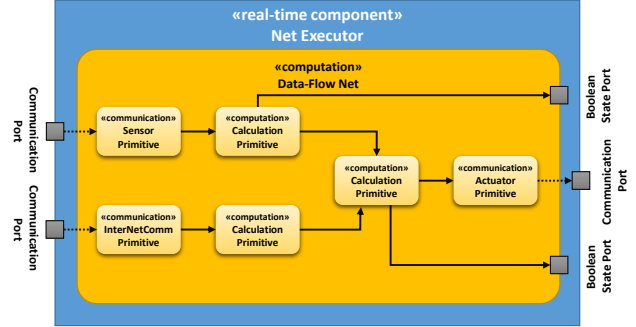 «real-time component»
Net Executor
«computation»
Data-Flow Net
Communication
Port
«communication»
Sensor
Primitive
«computation»
Calculation
Primitive
Boolean
State Port
«computation»
Calculation
Primitive
«communication»
Actuator
Primitive
Communication
Port
Communication
Port
«communication»
InterNetComm
Primitive
«computation»
Calculation
Primitive
Boolean
State Port